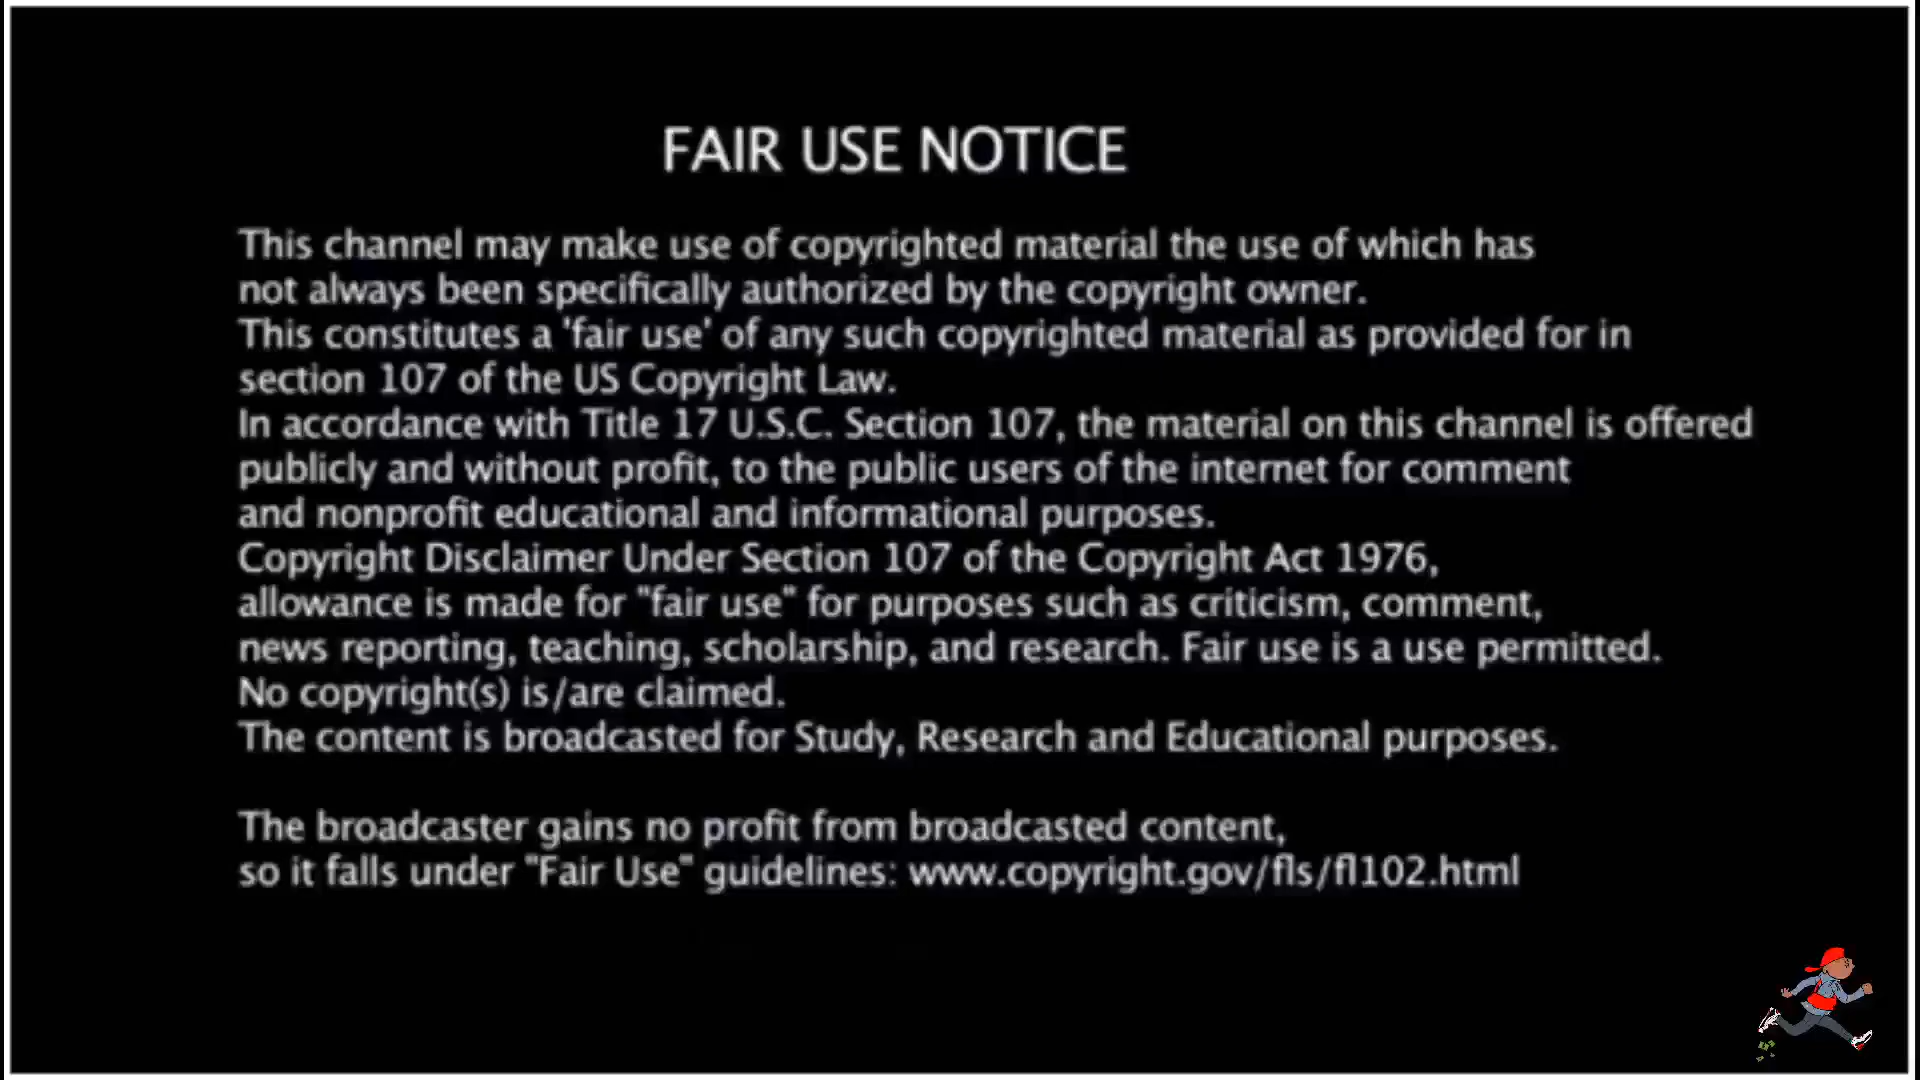 FAIR USE NOTICE
This channel may make use of copyrighted material the use of which has
not always been specifically authorized by the copyright owner.
This constitutes a 'fair use' of any such copyrighted material as provided for in
section 107 of the US Copyright Law.
In accordance with Title 17 U.S.C. Section 107, the material on this channel is offered
publicly and without profit, to the public users of the internet for comment
and nonprofit educational and informational purposes.
Copyright Disclaimer Under Section 107 of the Copyright Act 1976,
allowance is made for "fair use" for purposes such as criticism, comment,
news reporting, teaching, scholarship, and research. Fair use is a use permitted.
No copyright(s) is/are claimed.
The content is broadcasted for Study, Research and Educational purposes.
The broadcaster gains no profit from broadcasted content,
so it falls under "Fair Use" guidelines: www.copyright.gov/fls/fl102.html